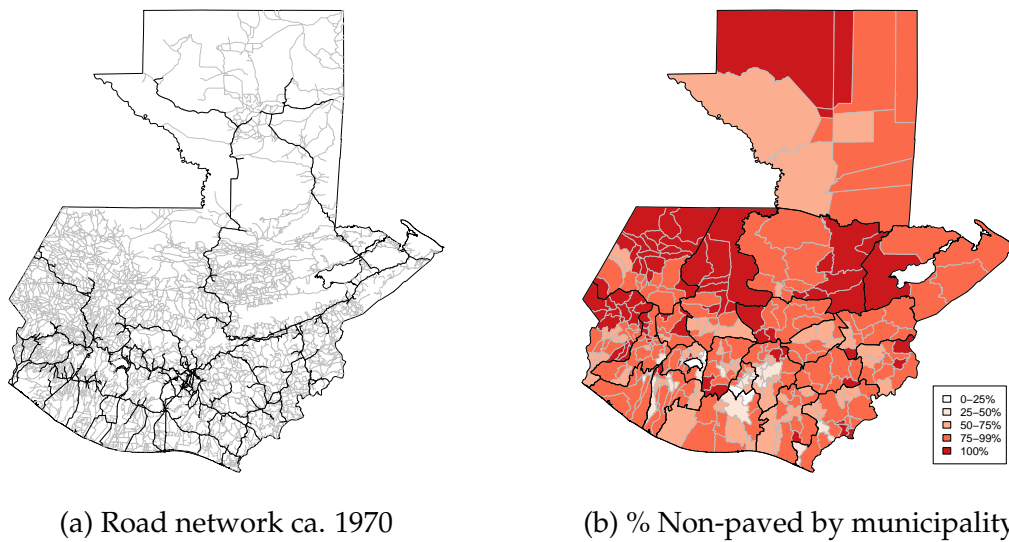 0–25%
25–50%
50–75%
75–99%
100%
(a) Road network ca. 1970
(b) % Non-paved by municipality